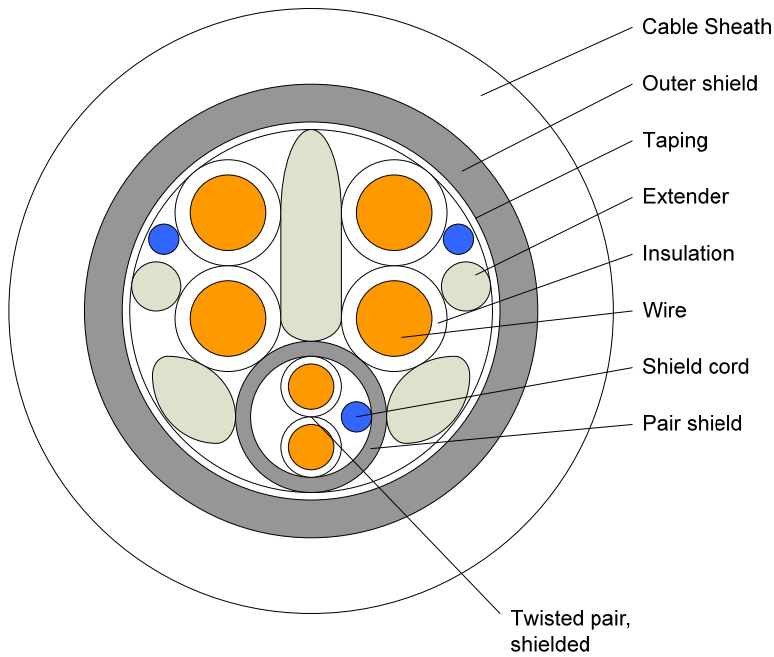 Cable Sheath
Outer shield
Taping
Extender
Insulation
Wire
Shield cord
Pair shield
Twisted pair,
shielded